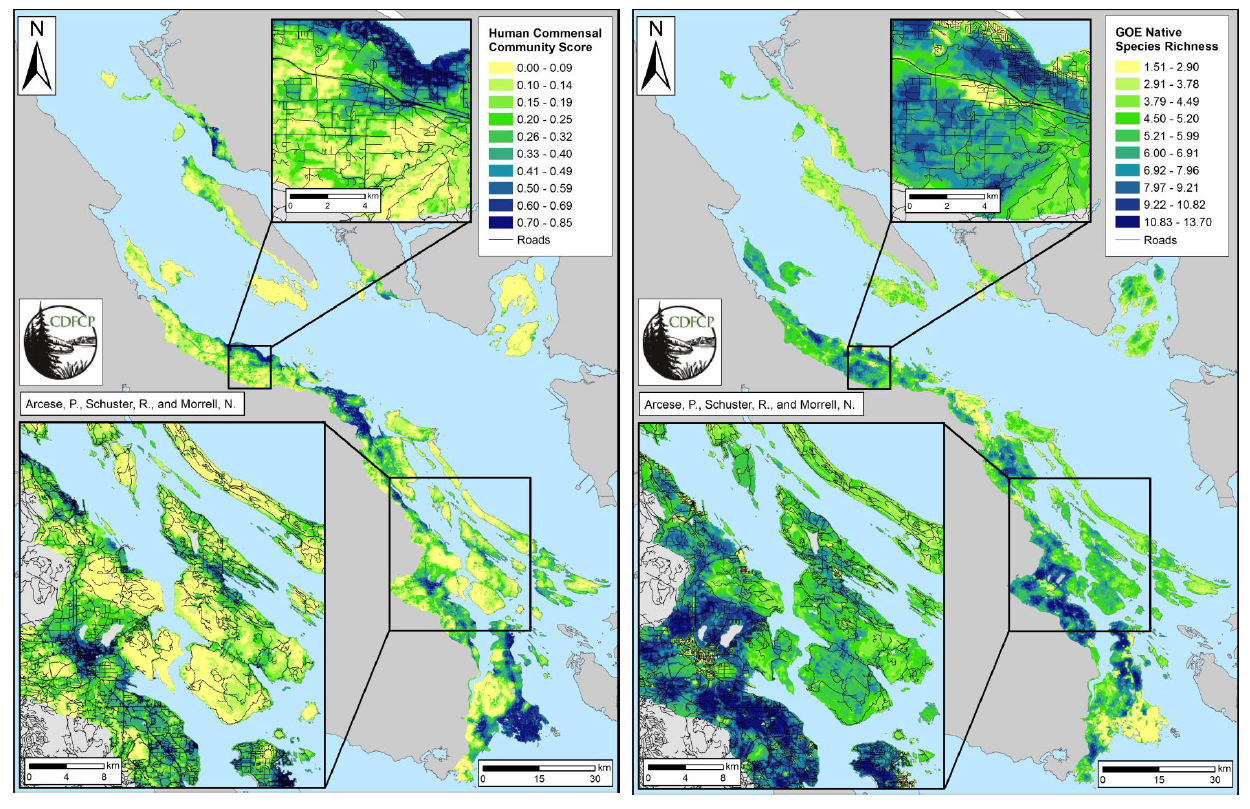 N
Human Commensal
Community Score
0.00 - 0.09
0.10 - 0.14
0.15 - 0.19
0.20 - 0.25
0.26 - 0.32
0.33 - 0.40
0.41 - 0.49
0.50 - 0.59
0.60 - 0.69
0.70 - 0.85
Roads
km
0 2 4
CDFCP
Arcese, P., Schuster, R., and Morrell, N.
km
0 4 8
km
0 15 30
N
GOE Native
Species Richness
1.51 - 2.90
2.91 - 3.78
3.79 - 4.49
4.50 - 5.20
5.21 - 5.99
6.00 - 6.91
6.92 - 7.96
7.97 - 9.21
9.22 - 10.82
10.83 - 13.70
Roads
km
0 2 4
CDFCP
Arcese, P., Schuster, R., and Morrell, N.
km
0 4 8
km
0 15 30